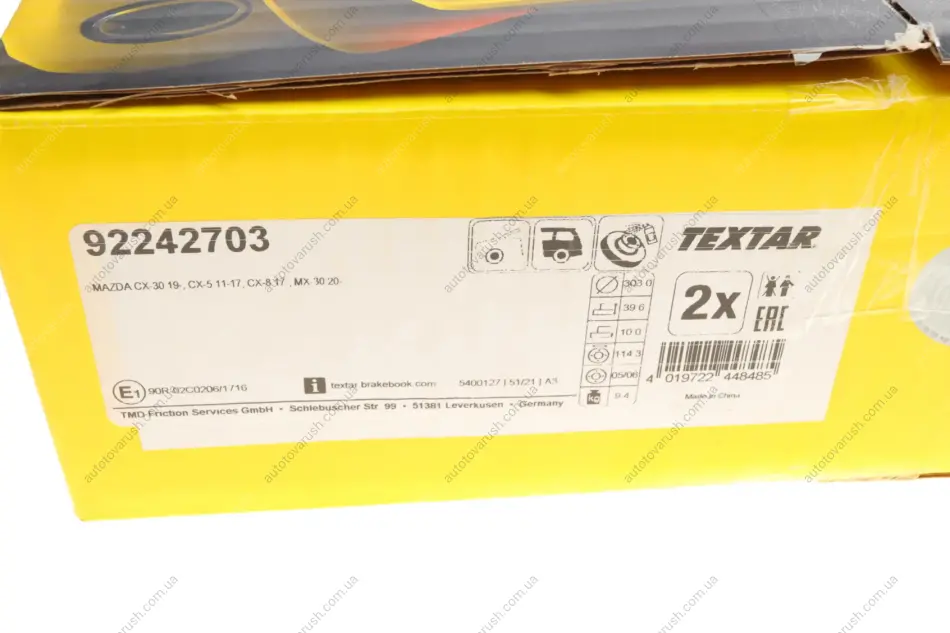 92242703
TEXTAR
MAZDA CX-30 19-, CX-5 11-17, CX-8 17-, MX-30 20-
303.0
39.6
10.0
114.3
05/06
9.4
kg
2x
EAC
E1 90R-02C0206/1716
i textar brakebook.com 5400127 | 51/21 | A3
TMD Friction Services GmbH • Schlebuscher Str 99 • 51381 Leverkusen • Germany
4 019722 448485
Made in China
autotovarush.com.ua